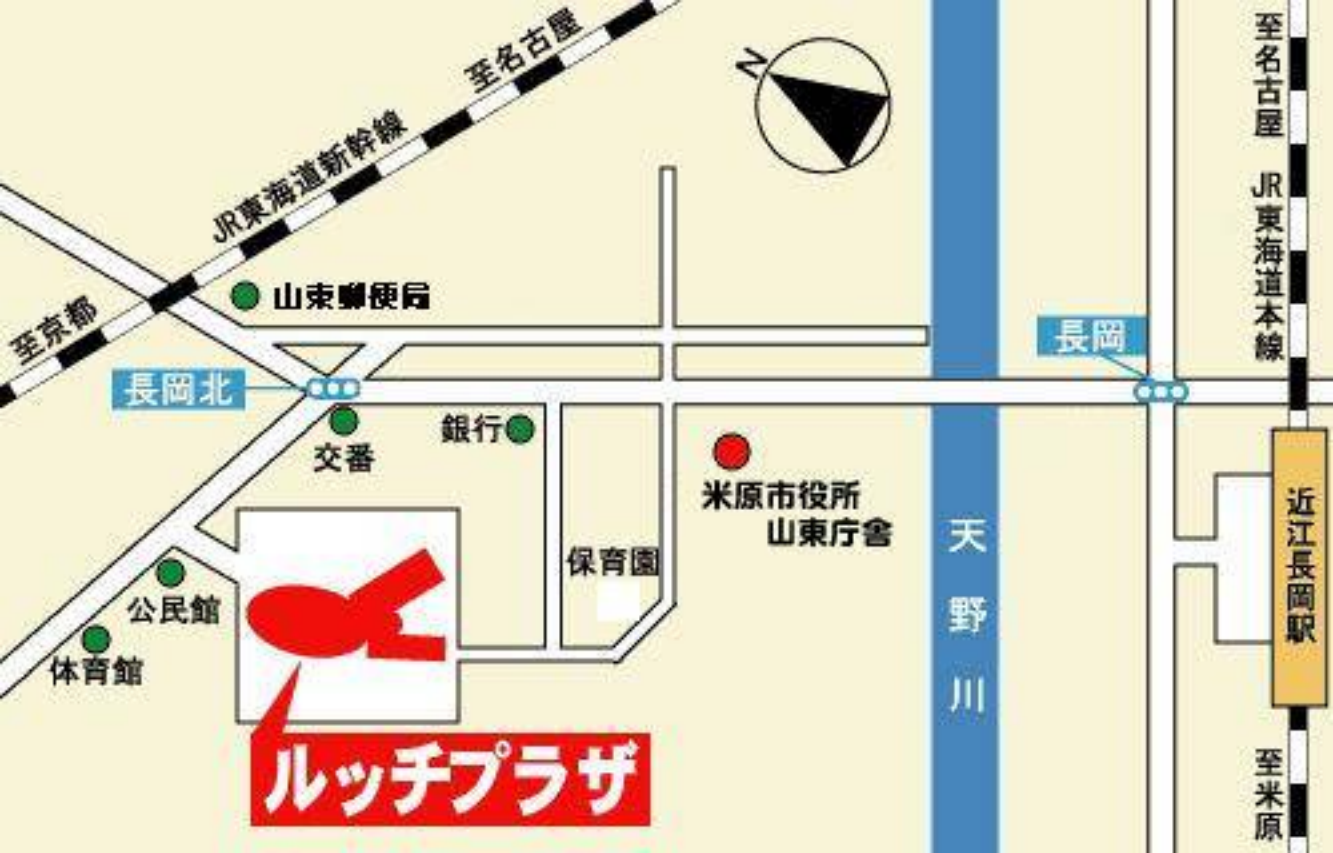 至名古屋
JR東海道新幹線
至京都
N
至名古屋
JR東海道本線
山東郵便局
長岡北
長岡
交番
銀行
米原市役所
山東庁舎
保育園
天野川
近江長岡駅
公民館
体育館
ルッチプラザ
至米原